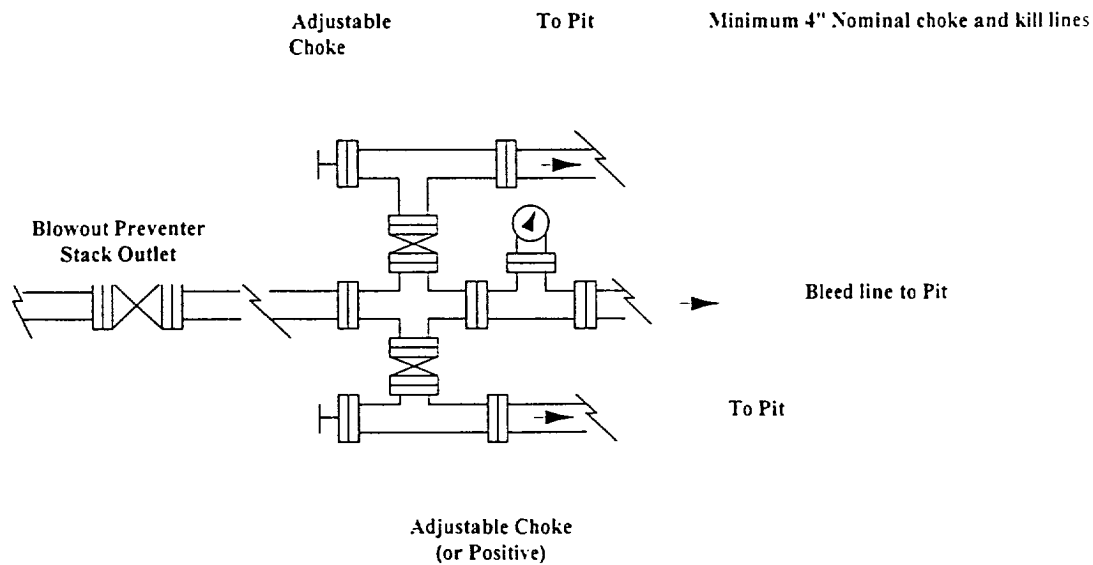 Adjustable
Choke
To Pit
Minimum 4" Nominal choke and kill lines
Blowout Preventer
Stack Outlet
Bleed line to Pit
To Pit
Adjustable Choke
(or Positive)